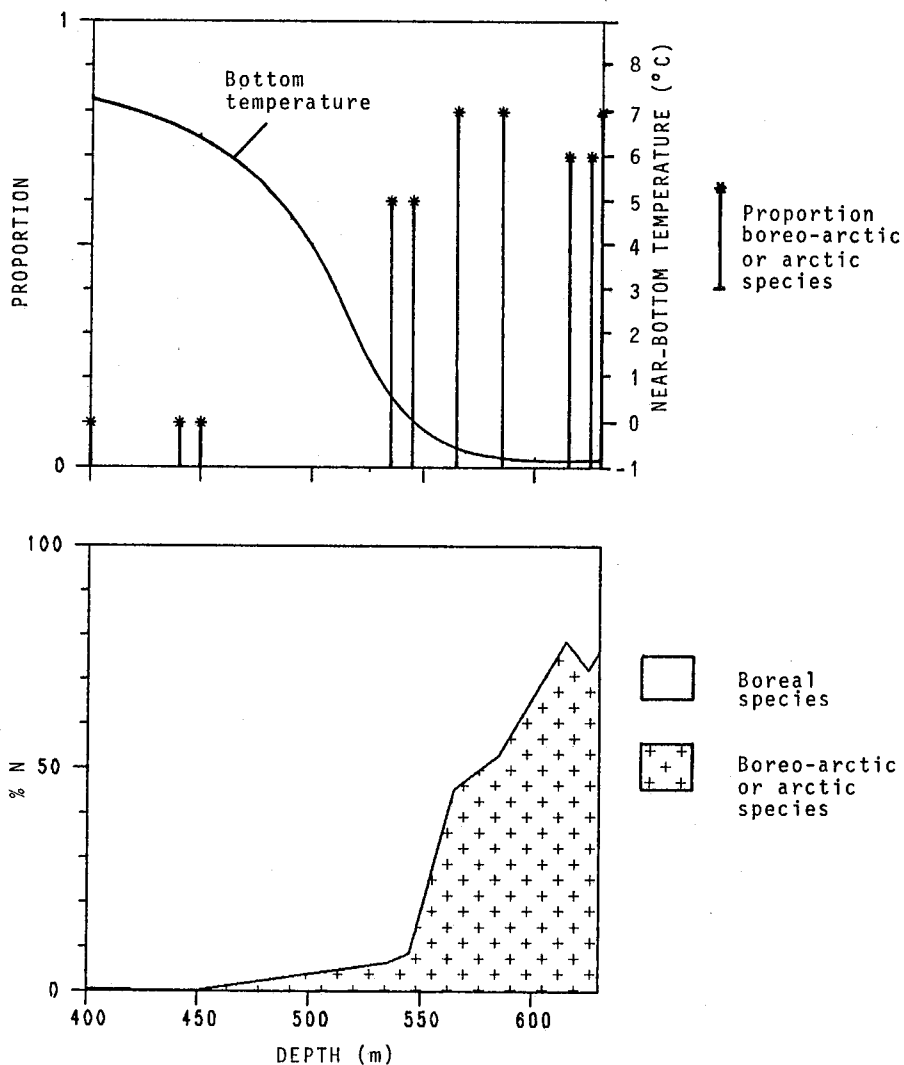 1
Bottom
temperature
PROPORTION
0
8
7
6
5
4
3
2
1
0
-1
NEAR-BOTTOM TEMPERATURE (°C)
Proportion
boreo-arctic
or arctic
species
100
50
0
% N
400
450
500
550
600
DEPTH (m)
Boreal
species
Boreo-arctic
or arctic
species